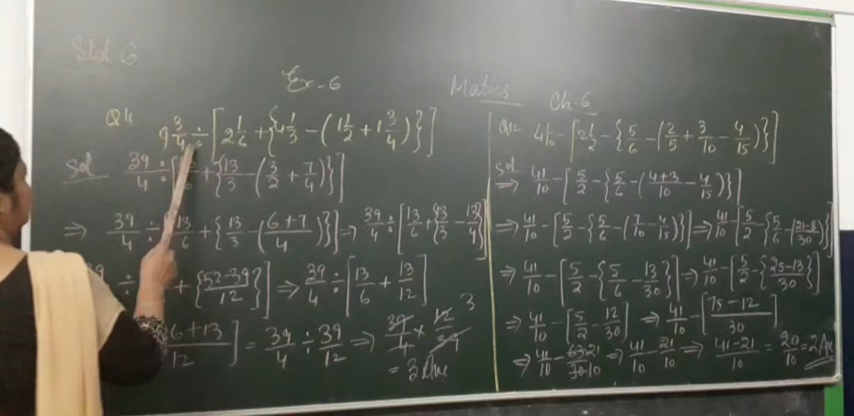 Std 6
Ex-6
Maths
Ch-6
Q11 9 3/4 ÷ [2 1/6 + {4 1/3 - (1 1/2 + 1 3/4)}]
Sol 39/4 ÷ [ + {13/3 - (3/2 + 7/4)}]
⇒ 39/4 ÷ [13/6 + {13/3 - (6+7/4)}] ⇒ 39/4 ÷ [13/6 + {13/3 - 13/4}]
39 ÷ + {52-39/12}] ⇒ 39/4 ÷ [13/6 + 13/12]
6+13/12] = 39/4 ÷ 39/12 ⇒ 39/4 × 12/39 3
= 3 Ans
Q12 4 1/10 - [2 1/2 - {5/6 - (2/5 + 3/10 - 4/15)}]
Sol
⇒ 41/10 - [5/2 - {5/6 - (4+3/10 - 4/15)}]
⇒ 41/10 - [5/2 - {5/6 - (7/10 - 4/15)}] ⇒ 41/10 - [5/2 - {5/6 - (21-8/30)}]
⇒ 41/10 - [5/2 - {5/6 - 13/30}] ⇒ 41/10 - [5/2 - {25-13/30}]
⇒ 41/10 - [5/2 - 12/30] ⇒ 41/10 - [75-12/30]
⇒ 41/10 - 63/30 21/10 ⇒ 41/10 - 21/10 ⇒ 41-21/10 = 20/10 = 2 Ans